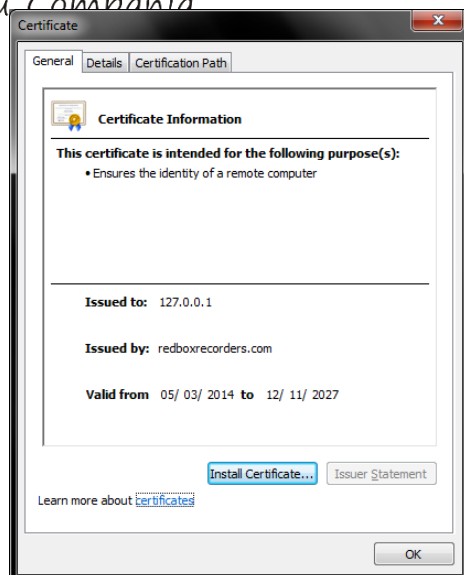 Certificate
General Details Certification Path
Certificate Information
This certificate is intended for the following purpose(s):
• Ensures the identity of a remote computer
Issued to: 127.0.0.1
Issued by: redboxrecorders.com
Valid from 05/ 03/ 2014 to 12/ 11/ 2027
Install Certificate... Issuer Statement
Learn more about certificates
OK